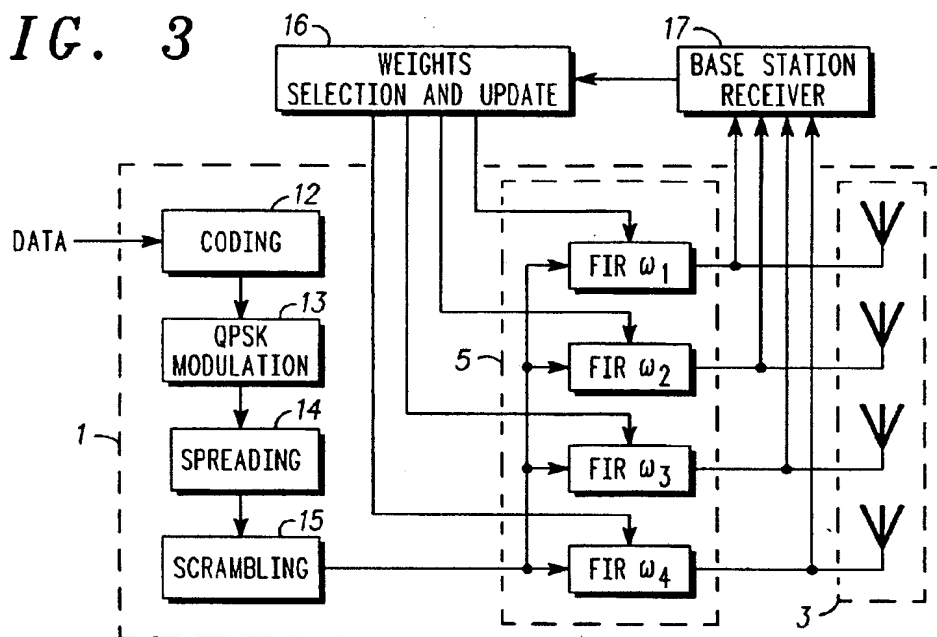 IG. 3
16
WEIGHTS
SELECTION AND UPDATE
17
BASE STATION
RECEIVER
12
DATA
CODING
13
QPSK
MODULATION
14
SPREADING
15
SCRAMBLING
1
5
FIR ω1
FIR ω2
FIR ω3
FIR ω4
3